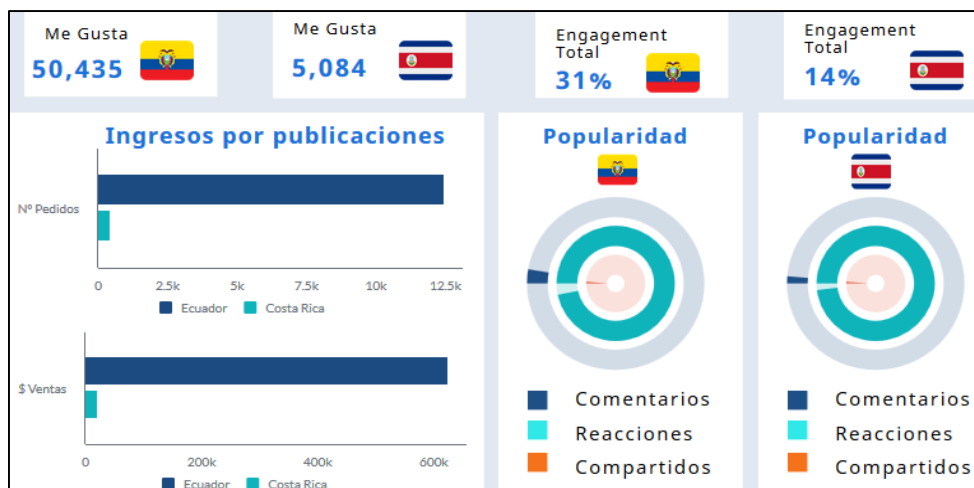 Me Gusta
50,435
Me Gusta
5,084
Engagement
Total
31%
Engagement
Total
14%
Ingresos por publicaciones
Nº Pedidos
0 2.5k 5k 7.5k 10k 12.5k
Ecuador Costa Rica
$ Ventas
0 200k 400k 600k
Ecuador Costa Rica
Popularidad
Comentarios
Reacciones
Compartidos
Popularidad
Comentarios
Reacciones
Compartidos